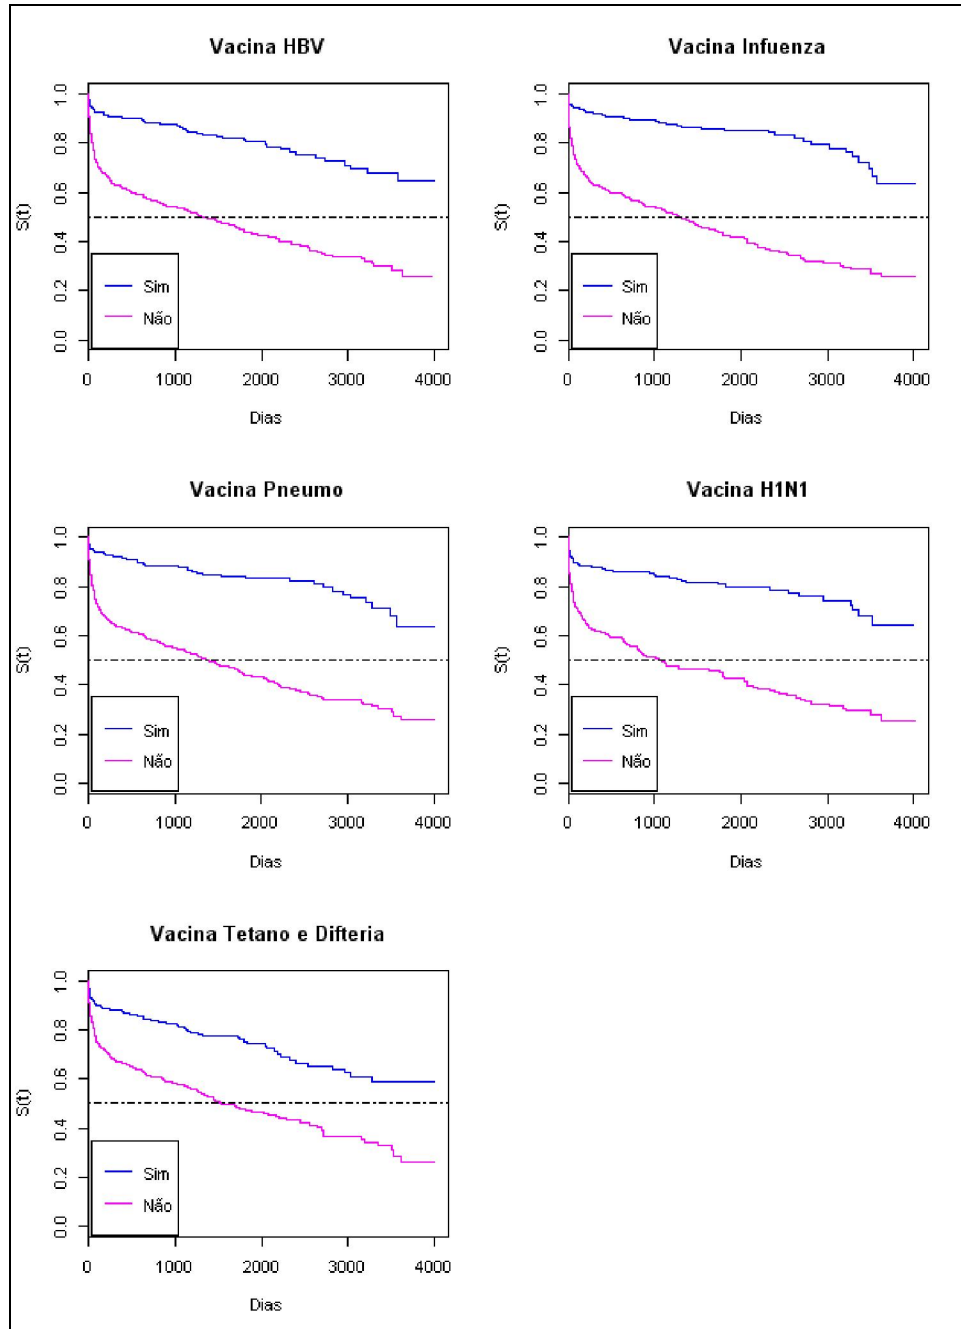 Vacina HBV
S(t)
1.0
0.8
0.6
0.4
0.2
0.0
Sim
Não
0 1000 2000 3000 4000
Dias
Vacina Infuenza
S(t)
1.0
0.8
0.6
0.4
0.2
0.0
Sim
Não
0 1000 2000 3000 4000
Dias
Vacina Pneumo
S(t)
1.0
0.8
0.6
0.4
0.2
0.0
Sim
Não
0 1000 2000 3000 4000
Dias
Vacina H1N1
S(t)
1.0
0.8
0.6
0.4
0.2
0.0
Sim
Não
0 1000 2000 3000 4000
Dias
Vacina Tetano e Difteria
S(t)
1.0
0.8
0.6
0.4
0.2
0.0
Sim
Não
0 1000 2000 3000 4000
Dias